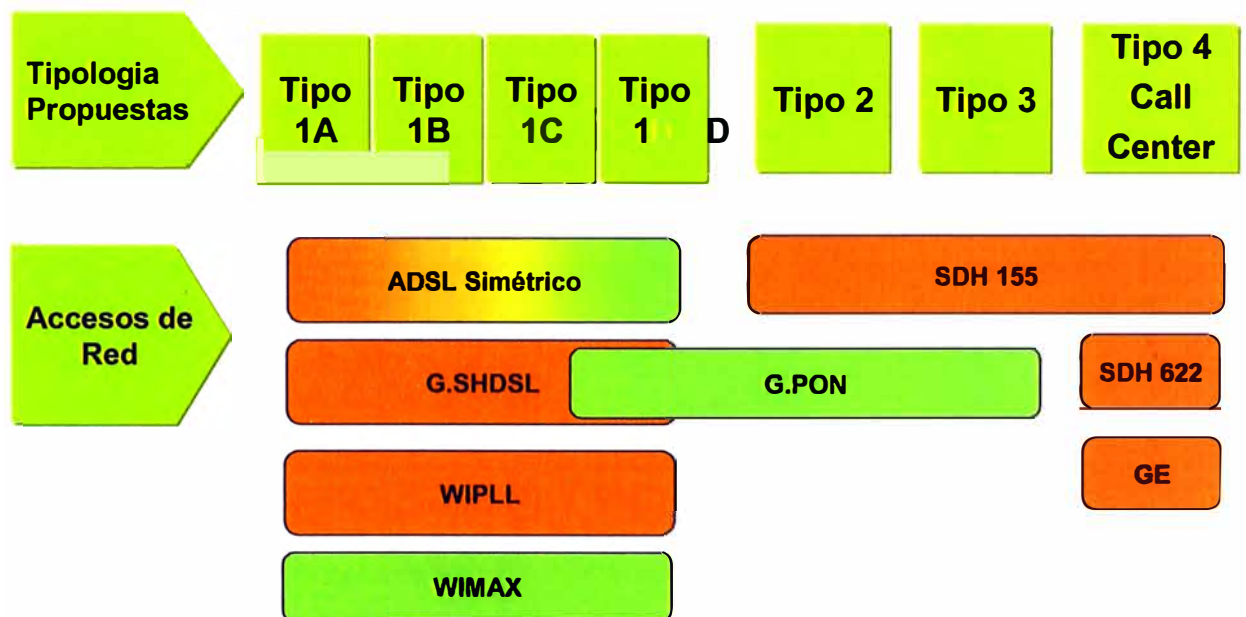 Tipologia
Propuestas
Tipo
1A
Tipo
1B
Tipo
1C
Tipo
1 D
Tipo 2
Tipo 3
Tipo 4
Call
Center
Accesos de
Red
ADSL Simétrico
SDH 155
G.SHDSL
G.PON
SDH 622
WIPLL
GE
WIMAX